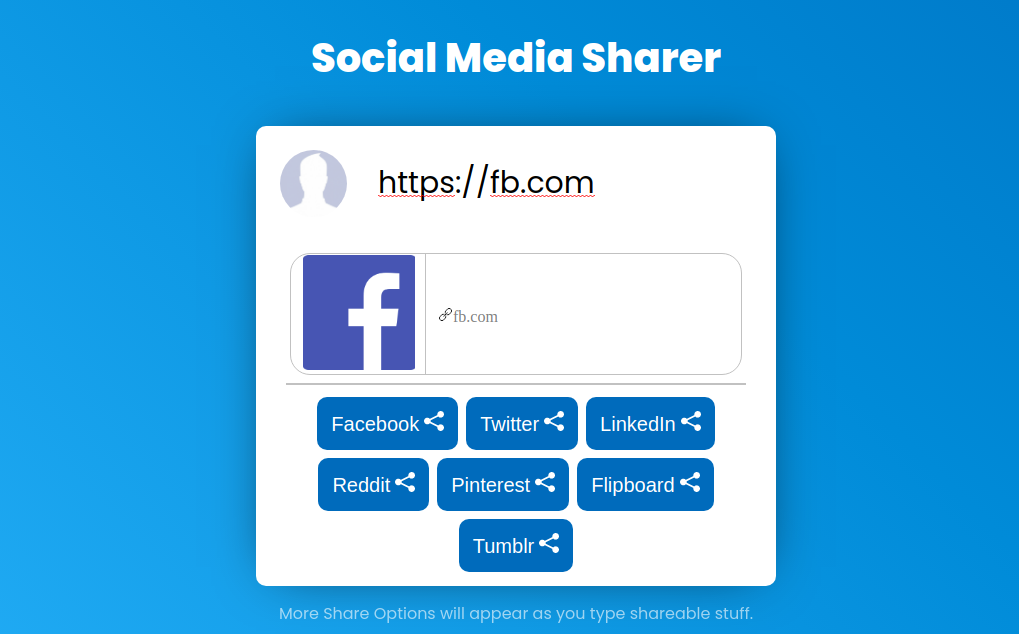 Social Media Sharer
https://fb.com
fb.com
Facebook Twitter LinkedIn
Reddit Pinterest Flipboard
Tumblr
More Share Options will appear as you type shareable stuff.